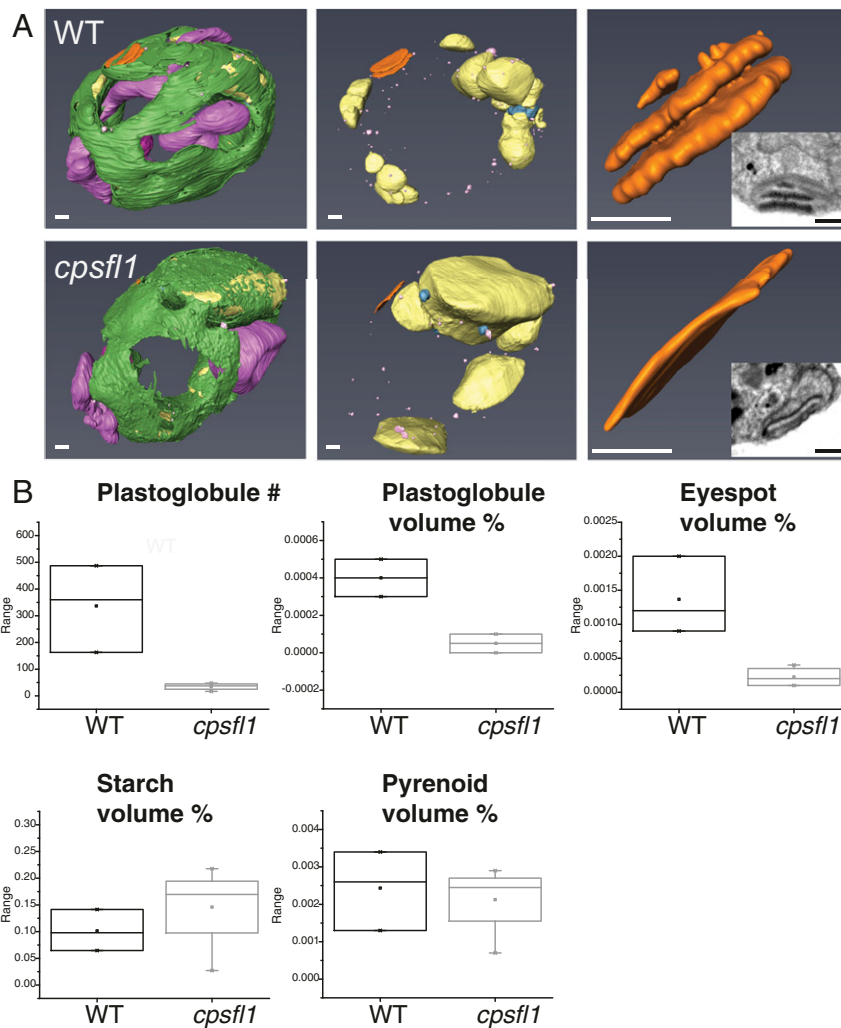 A
WT
cpsfl1
B
Plastoglobule #
600
500
400
300
200
100
0
Range
WT
cpsfl1
WT
Plastoglobule
volume %
0.0006
0.0004
0.0002
0.0000
-0.0002
Range
WT
cpsfl1
Eyespot
volume %
0.0025
0.0020
0.0015
0.0010
0.0005
0.0000
Range
WT
cpsfl1
Starch
volume %
0.30
0.25
0.20
0.15
0.10
0.05
0.00
Range
WT
cpsfl1
Pyrenoid
volume %
0.004
0.003
0.002
0.001
0.000
Range
WT
cpsfl1